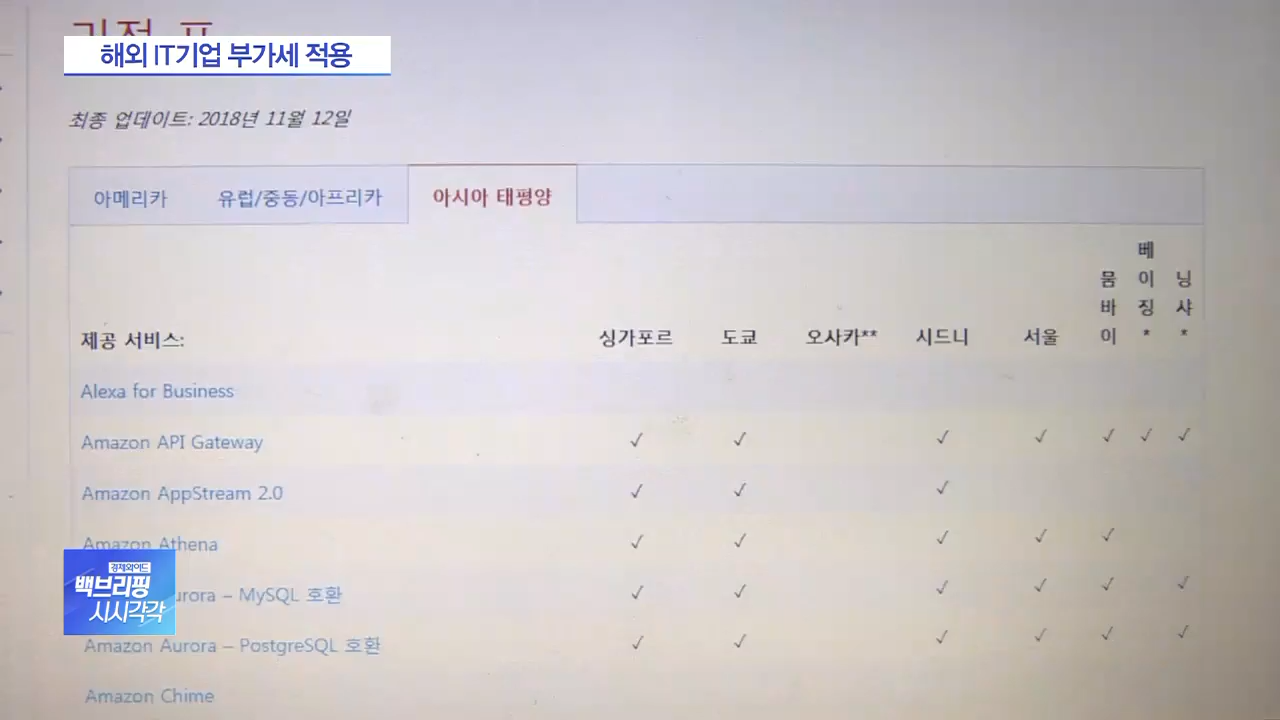 해외 IT기업 부가세 적용
최종 업데이트: 2018년 11월 12일
아메리카 유럽/중동/아프리카 아시아 태평양
제공 서비스: 싱가포르 도쿄 오사카** 시드니 서울 뭄바이 베이징* 닝샤*
Alexa for Business
Amazon API Gateway ✓ ✓ ✓ ✓ ✓ ✓ ✓
Amazon AppStream 2.0 ✓ ✓ ✓
Amazon Athena ✓ ✓ ✓ ✓ ✓
urora – MySQL 호환 ✓ ✓ ✓ ✓ ✓ ✓
Amazon Aurora – PostgreSQL 호환 ✓ ✓ ✓ ✓ ✓ ✓
Amazon Chime
경제와이드
백브리핑
시시각각